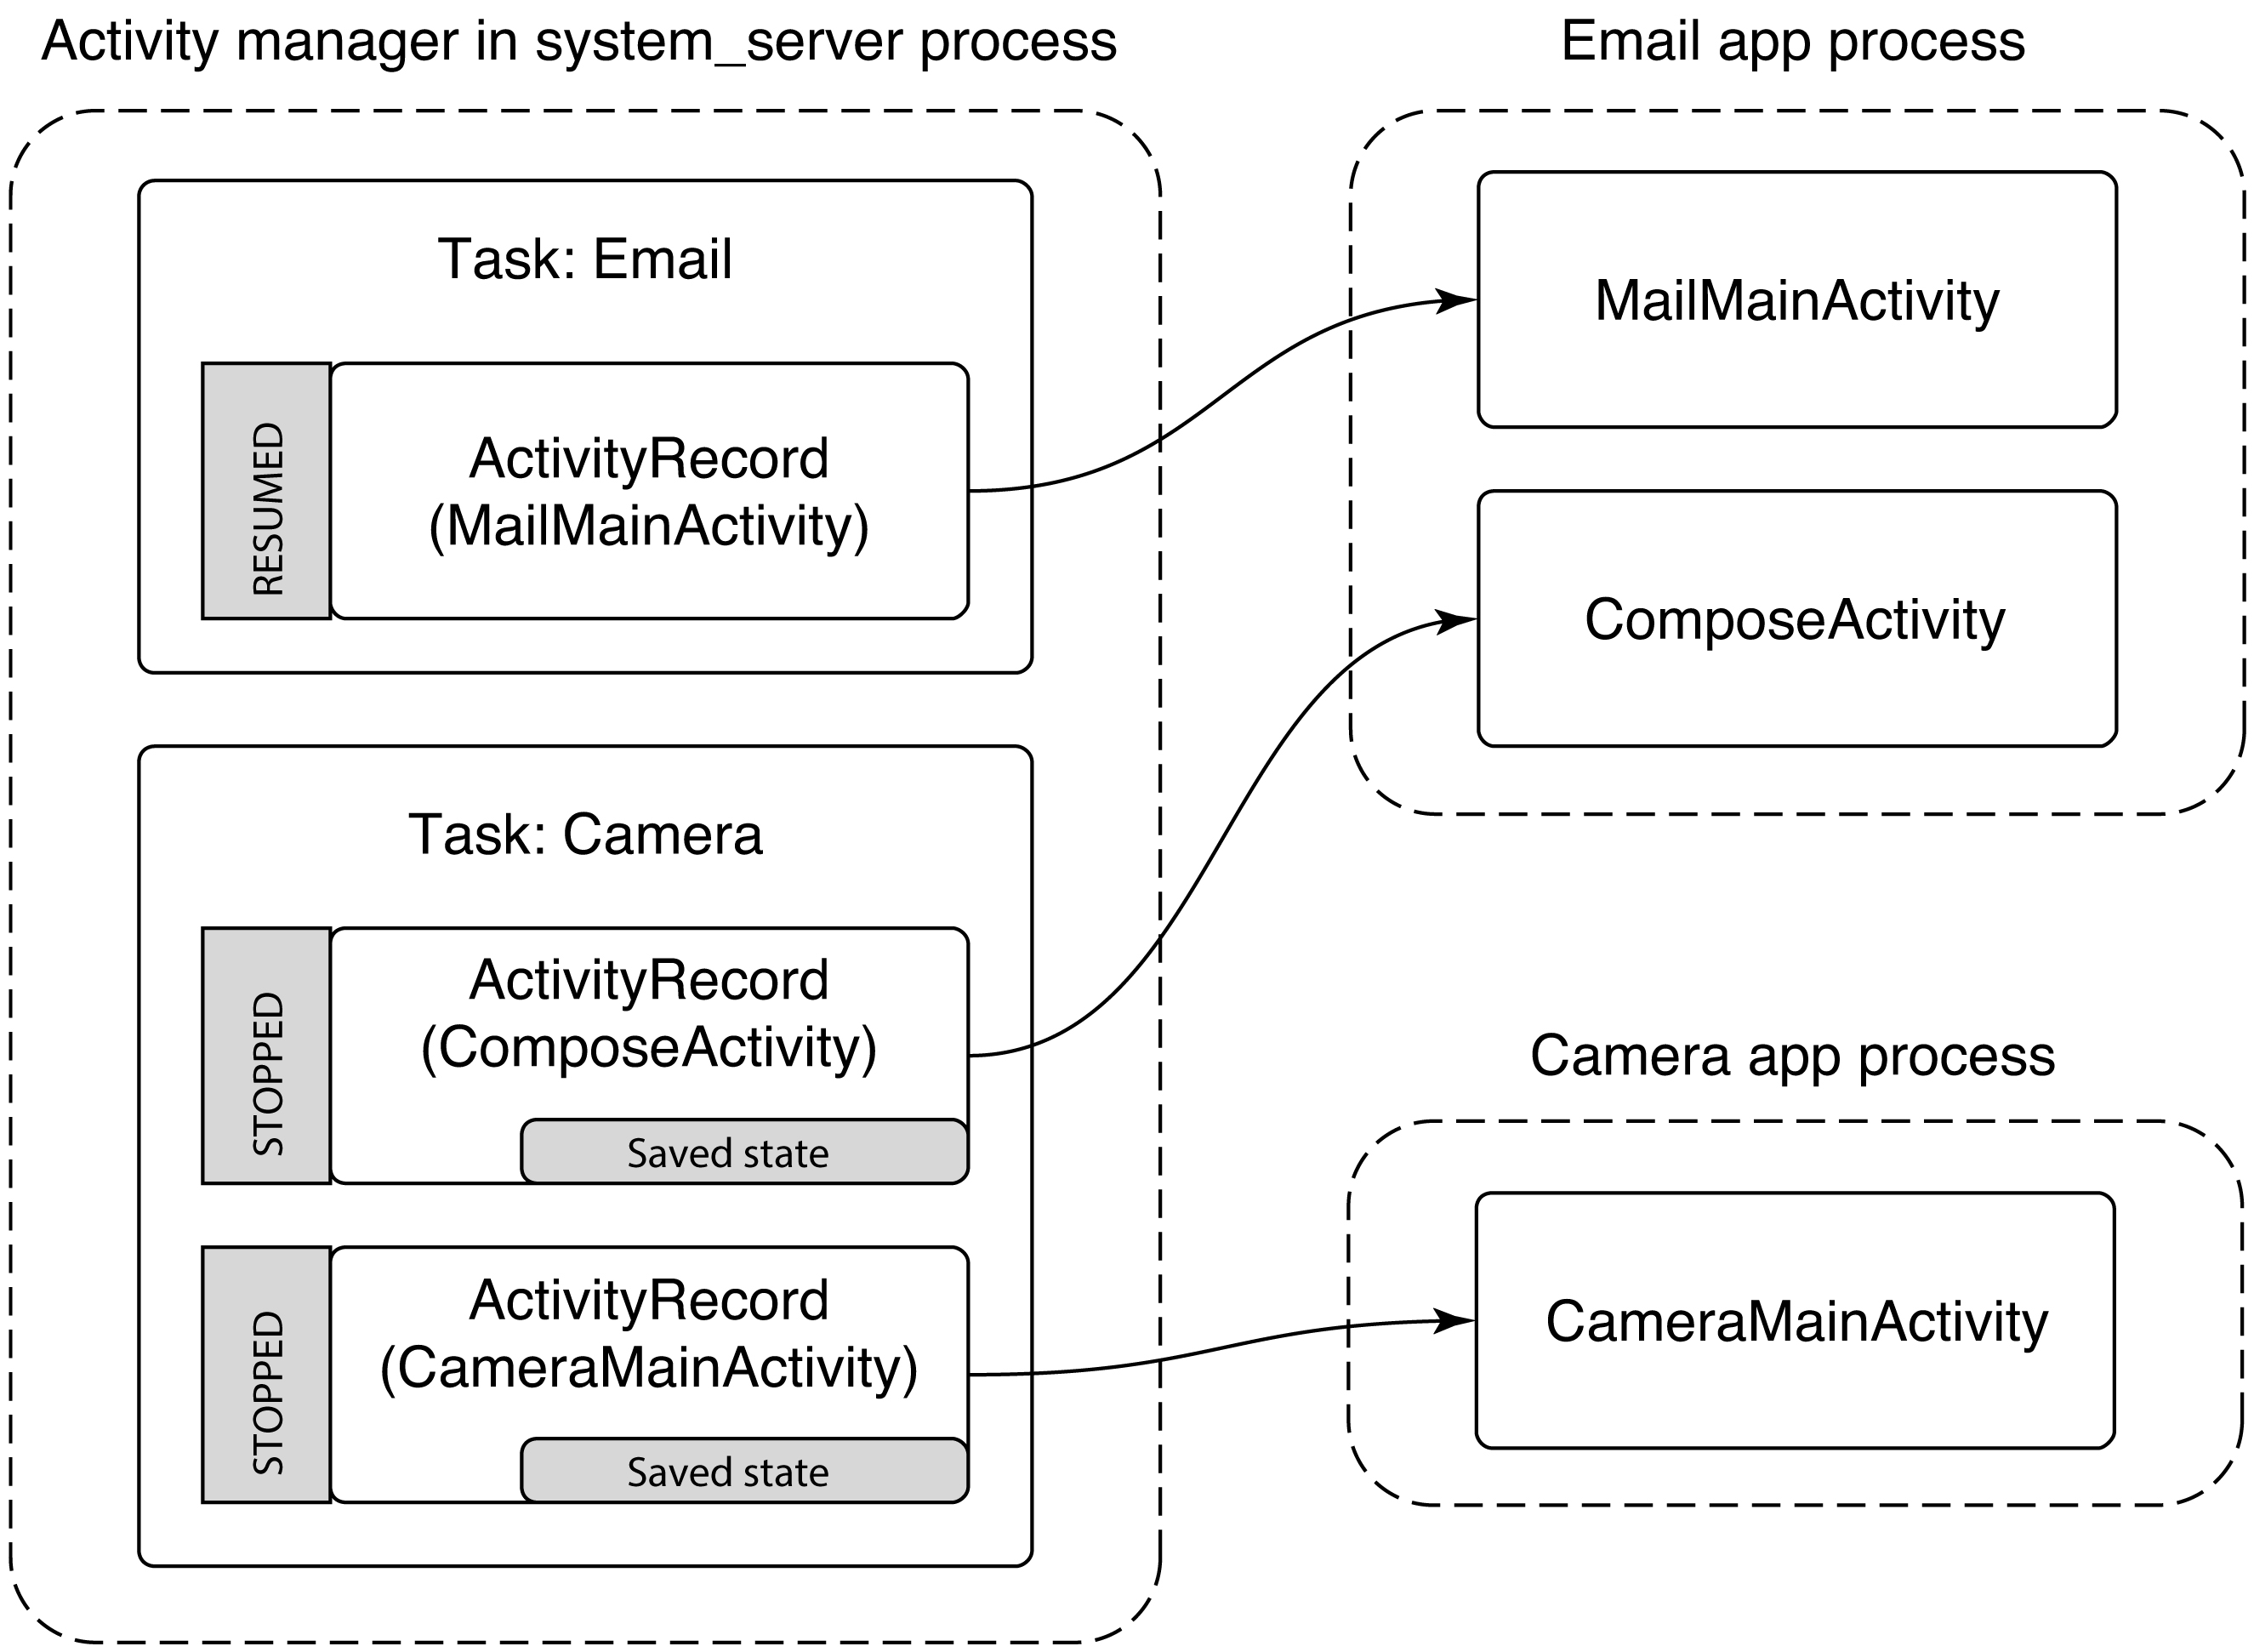 Activity manager in system_server process
Task: Email
RESUMED
ActivityRecord
(MailMainActivity)
Task: Camera
STOPPED
ActivityRecord
(ComposeActivity)
Saved state
STOPPED
ActivityRecord
(CameraMainActivity)
Saved state
Email app process
MailMainActivity
ComposeActivity
Camera app process
CameraMainActivity